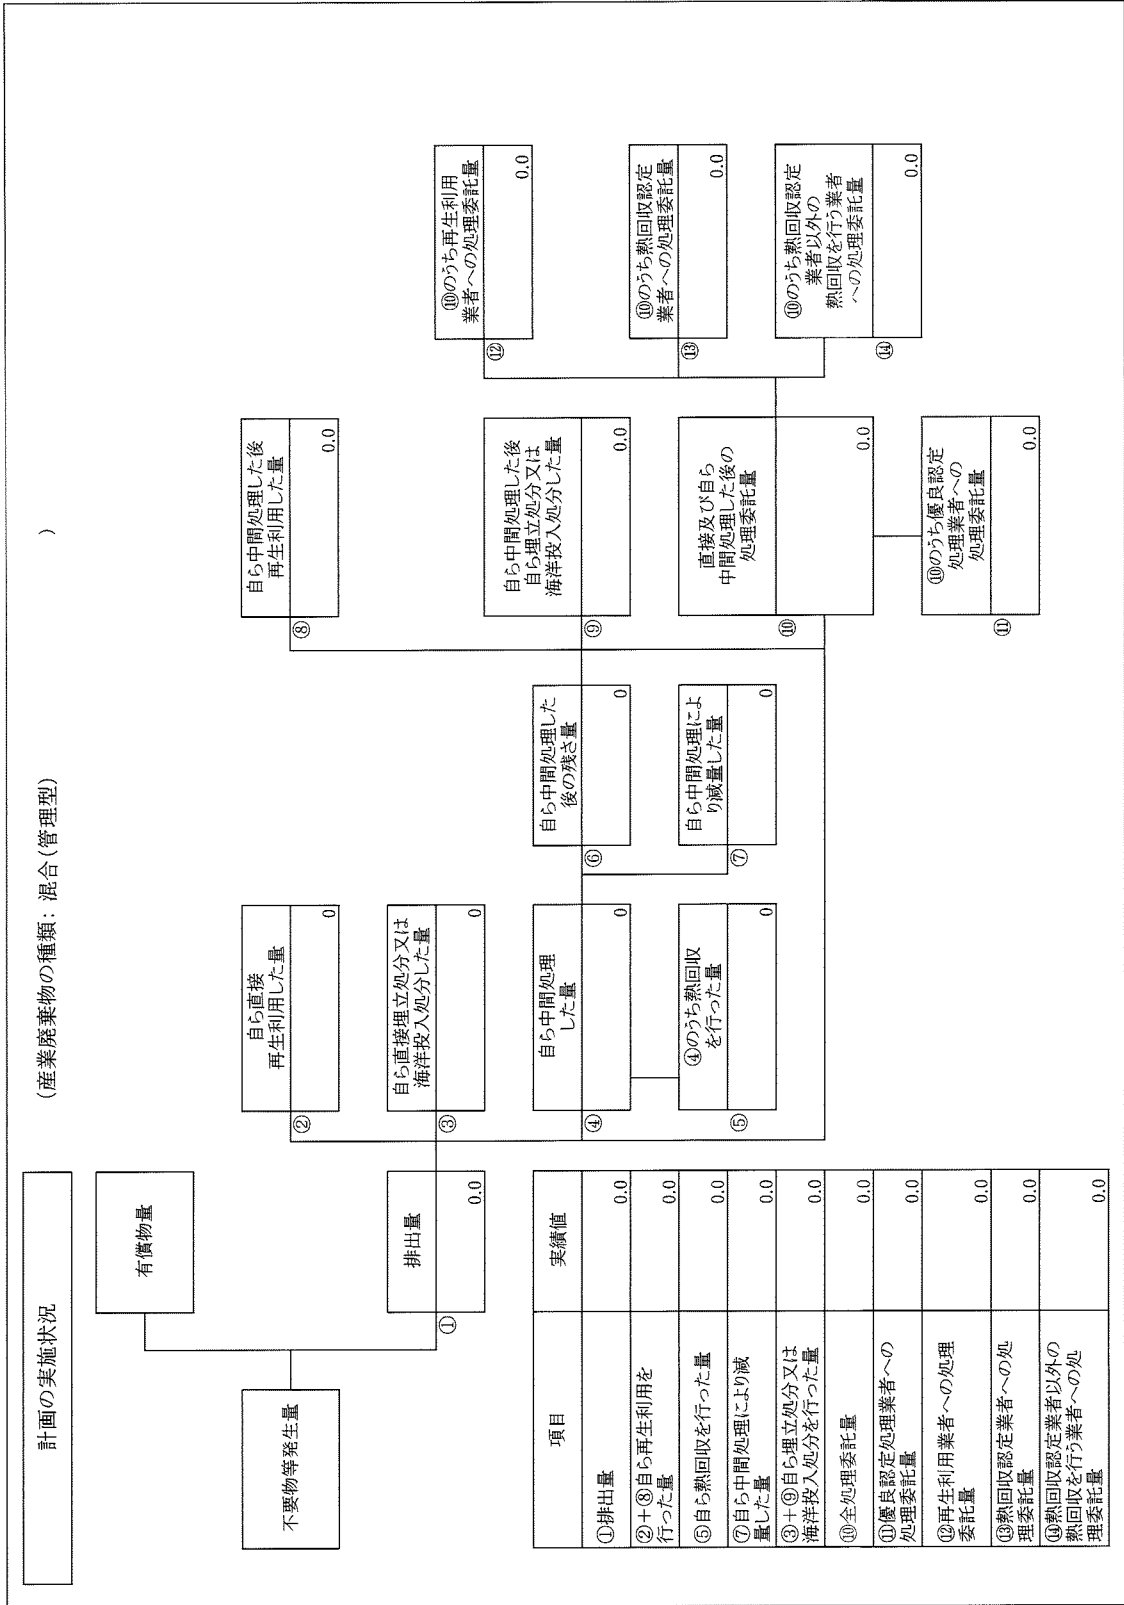 計画の実施状況
(産業廃棄物の種類: 混合(管理型)
)
不要物等発生量
有償物量
①
排出量
0.0
②
自ら直接
再生利用した量
0
③
自ら直接埋立処分又は
海洋投入処分した量
0
④
自ら中間処理
した量
0
⑤
④のうち熱回収
を行った量
0
⑥
自ら中間処理した
後の残さ量
0
⑦
自ら中間処理によ
り減量した量
0
⑧
自ら中間処理した後
再生利用した量
0.0
⑨
自ら中間処理した後
自ら埋立処分又は
海洋投入処分した量
0.0
⑩
直接及び自ら
中間処理した後の
処理委託量
0.0
⑪
⑩のうち優良認定
処理業者への
処理委託量
0.0
⑫
⑩のうち再生利用
業者への処理委託量
0.0
⑬
⑩のうち熱回収認定
業者への処理委託量
0.0
⑭
⑩のうち熱回収認定
業者以外の
熱回収を行う業者
への処理委託量
0.0
項目 実績値
①排出量 0.0
②+⑧自ら再生利用を
行った量 0.0
⑤自ら熱回収を行った量 0.0
⑦自ら中間処理により減
量した量 0.0
③+⑨自ら埋立処分又は
海洋投入処分を行った量 0.0
⑩全処理委託量 0.0
⑪優良認定処理業者への
処理委託量 0.0
⑫再生利用業者への処理
委託量 0.0
⑬熱回収認定業者への処
理委託量 0.0
⑭熱回収認定業者以外の
熱回収を行う業者への処
理委託量 0.0